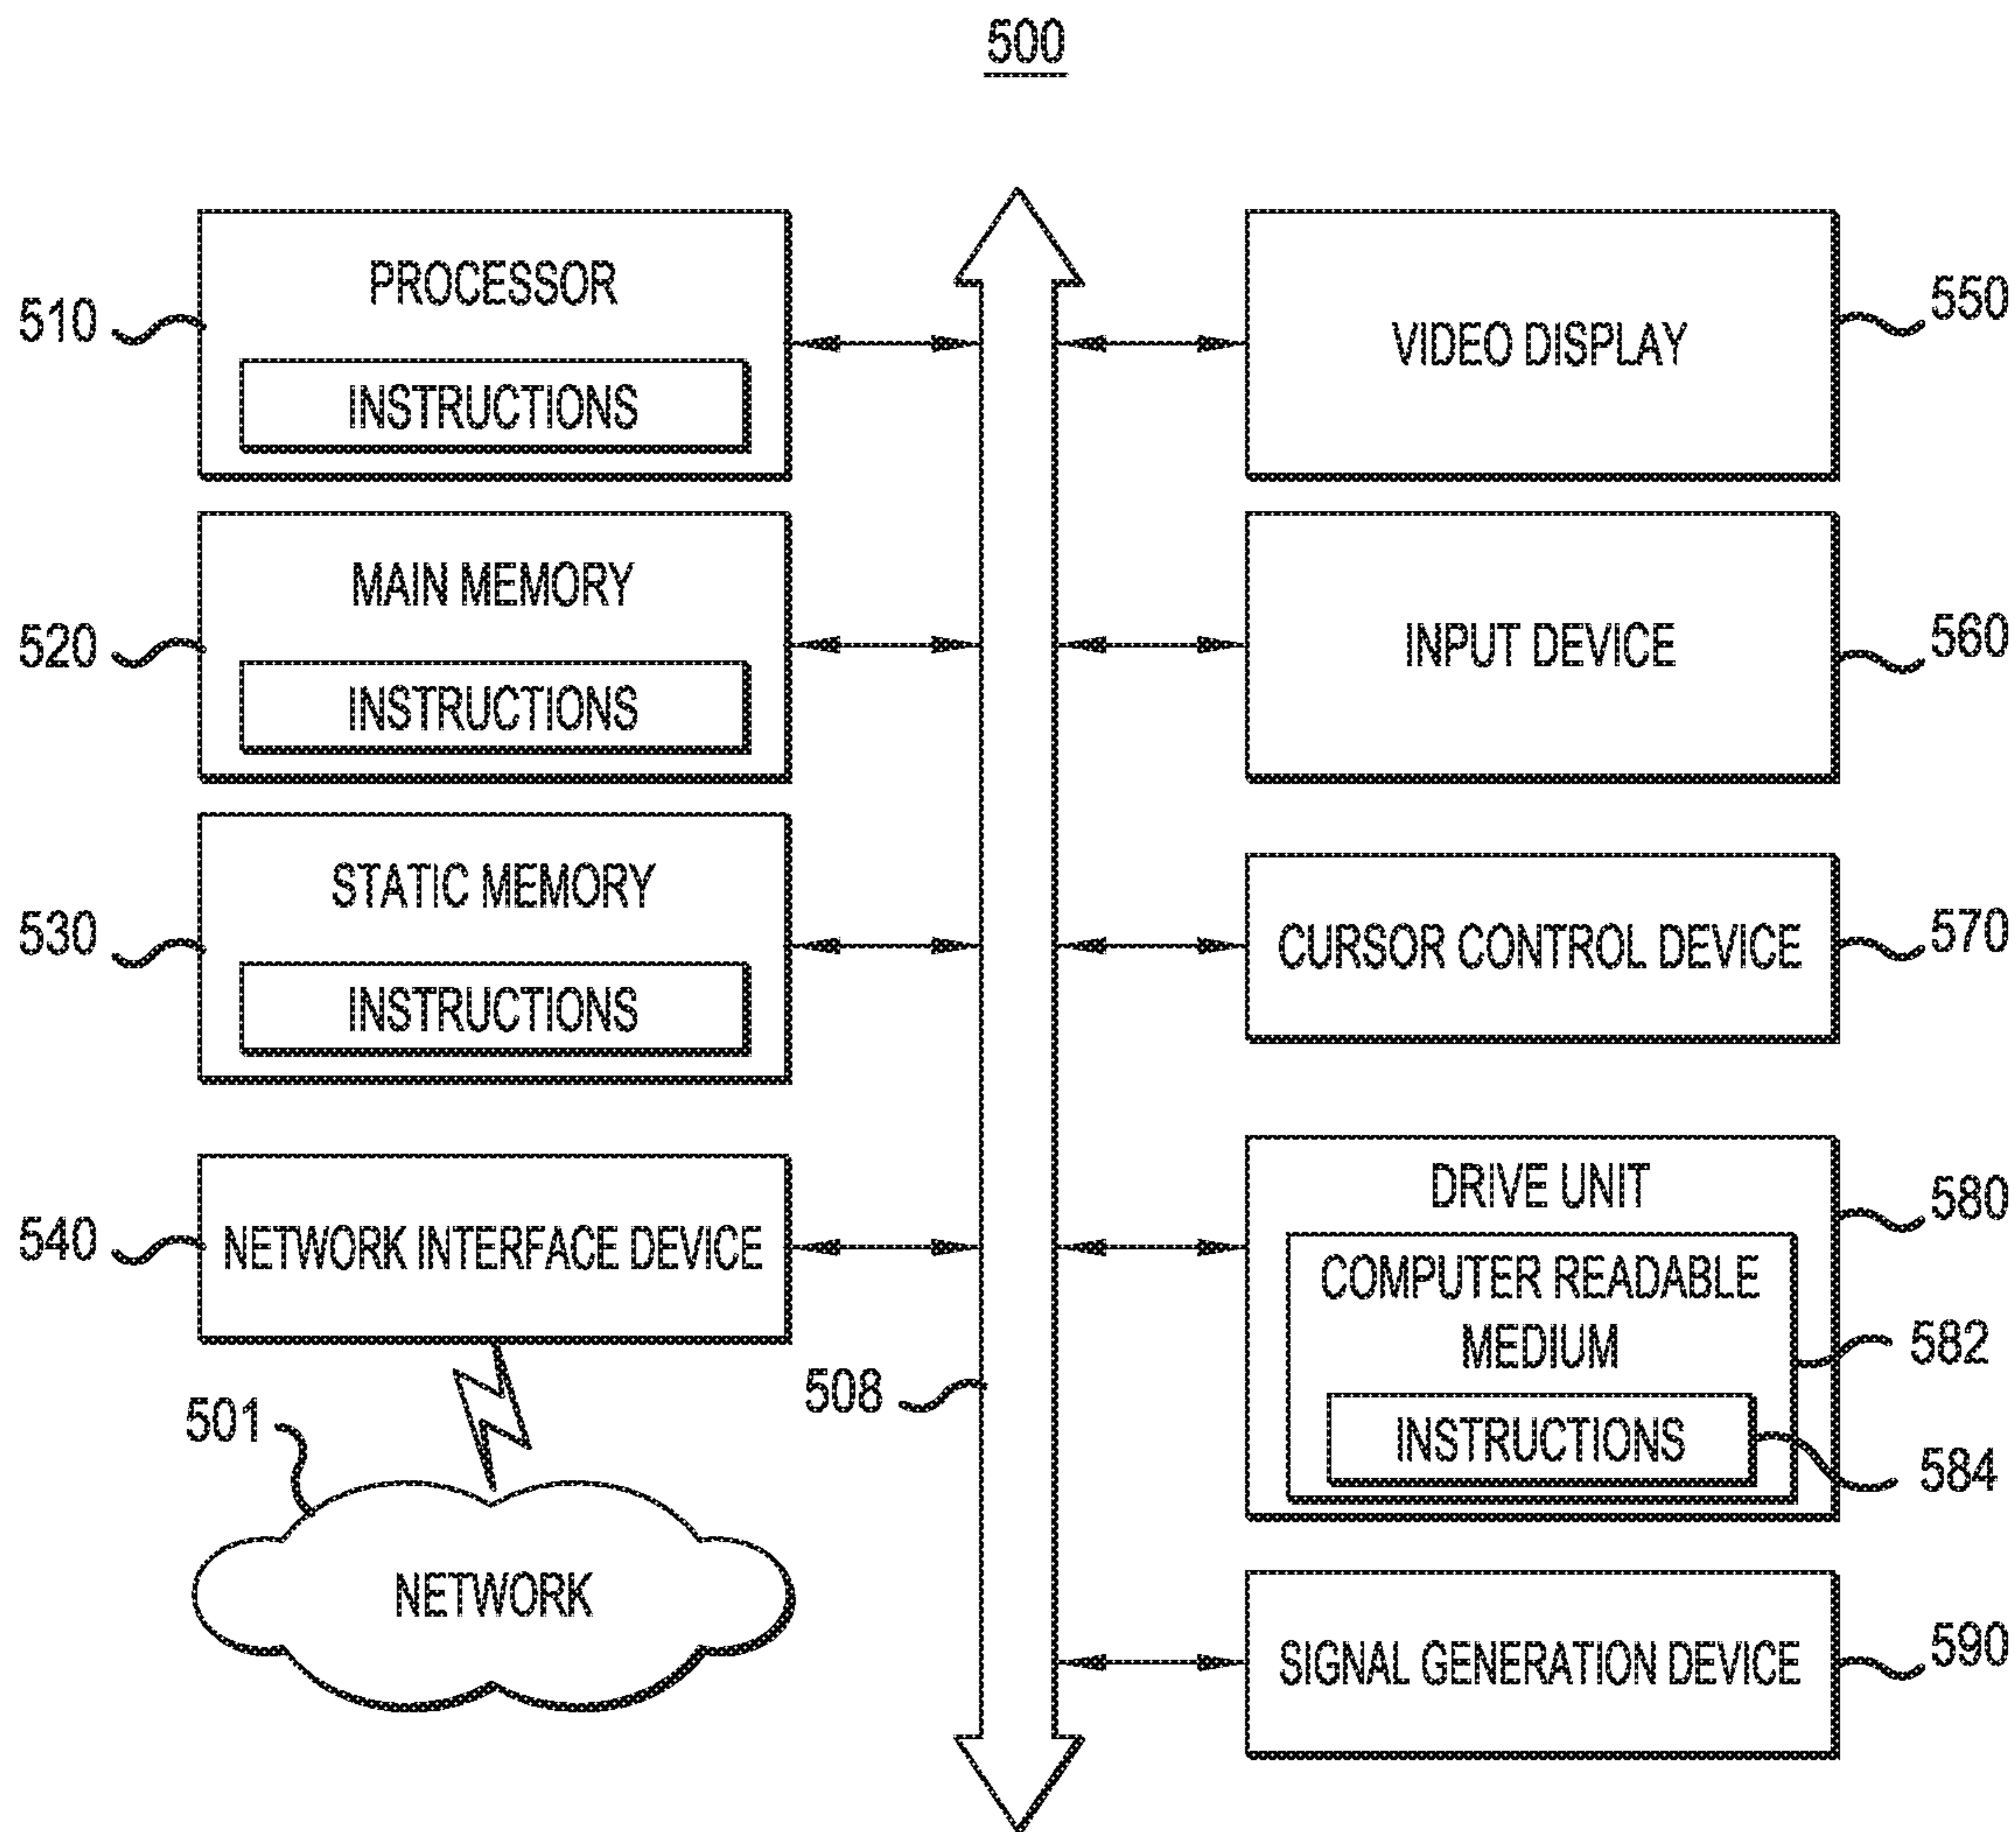 500
510
PROCESSOR
INSTRUCTIONS
520
MAIN MEMORY
INSTRUCTIONS
530
STATIC MEMORY
INSTRUCTIONS
540
NETWORK INTERFACE DEVICE
501
NETWORK
508
VIDEO DISPLAY
550
INPUT DEVICE
560
CURSOR CONTROL DEVICE
570
DRIVE UNIT
580
COMPUTER READABLE
MEDIUM
582
INSTRUCTIONS
584
SIGNAL GENERATION DEVICE
590